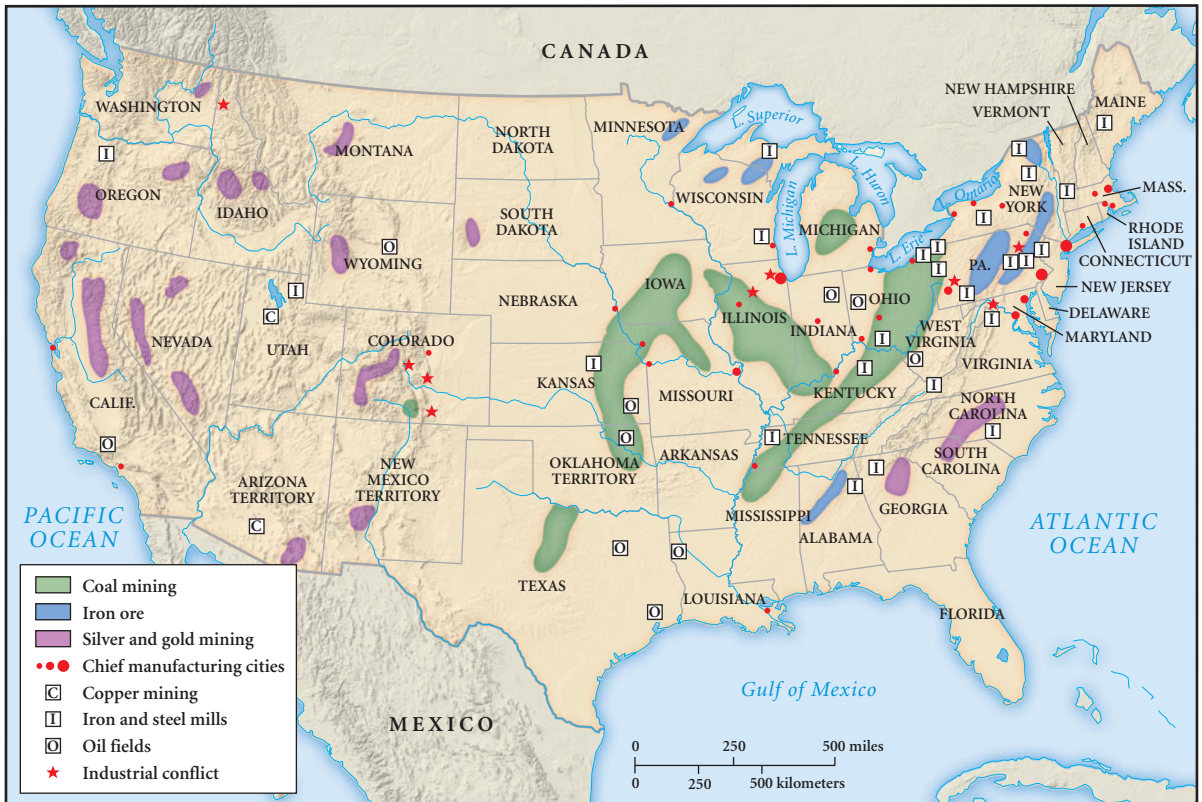 CANADA
WASHINGTON
MONTANA
NORTH
DAKOTA
MINNESOTA
L. Superior
NEW HAMPSHIRE
VERMONT
MAINE
I
I
I
I
OREGON
IDAHO
SOUTH
DAKOTA
WISCONSIN
L. Michigan
L. Huron
MICHIGAN
L. Ontario
NEW
YORK
I
I
I
MASS.
RHODE
ISLAND
CONNECTICUT
WYOMING
O
I
L. Erie
I
I
I
PA.
I
I
I
I
NEW JERSEY
DELAWARE
MARYLAND
NEBRASKA
IOWA
ILLINOIS
INDIANA
O
O
OHIO
I
WEST
VIRGINIA
I
VIRGINIA
NEVADA
I
C
UTAH
COLORADO
I
KANSAS
MISSOURI
KENTUCKY
I
O
I
CALIF.
O
O
O
OKLAHOMA
TERRITORY
ARKANSAS
I
TENNESSEE
NORTH
CAROLINA
I
SOUTH
CAROLINA
ARIZONA
TERRITORY
C
NEW
MEXICO
TERRITORY
MISSISSIPPI
ALABAMA
I
I
GEORGIA
PACIFIC
OCEAN
ATLANTIC
OCEAN
TEXAS
O
O
O
LOUISIANA
FLORIDA
Gulf of Mexico
MEXICO
Coal mining
Iron ore
Silver and gold mining
Chief manufacturing cities
C Copper mining
I Iron and steel mills
O Oil fields
Industrial conflict
0 250 500 miles
0 250 500 kilometers